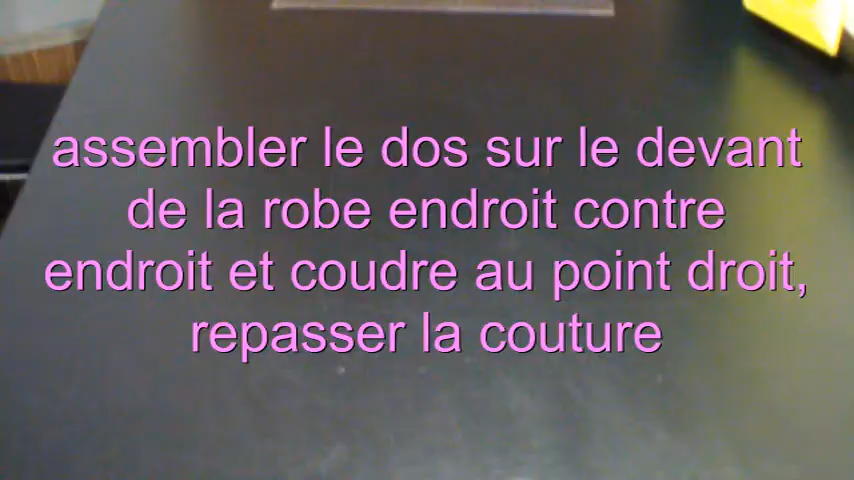 assembler le dos sur le devant
de la robe endroit contre
endroit et coudre au point droit,
repasser la couture